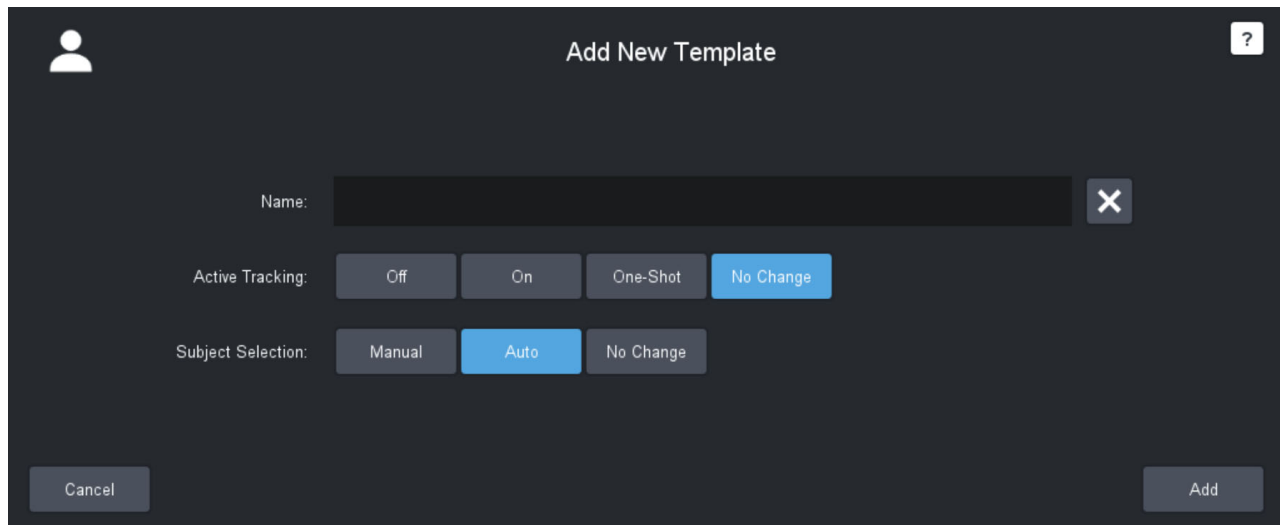 Add New Template
?
Name:
Active Tracking: Off On One-Shot No Change
Subject Selection: Manual Auto No Change
Cancel Add